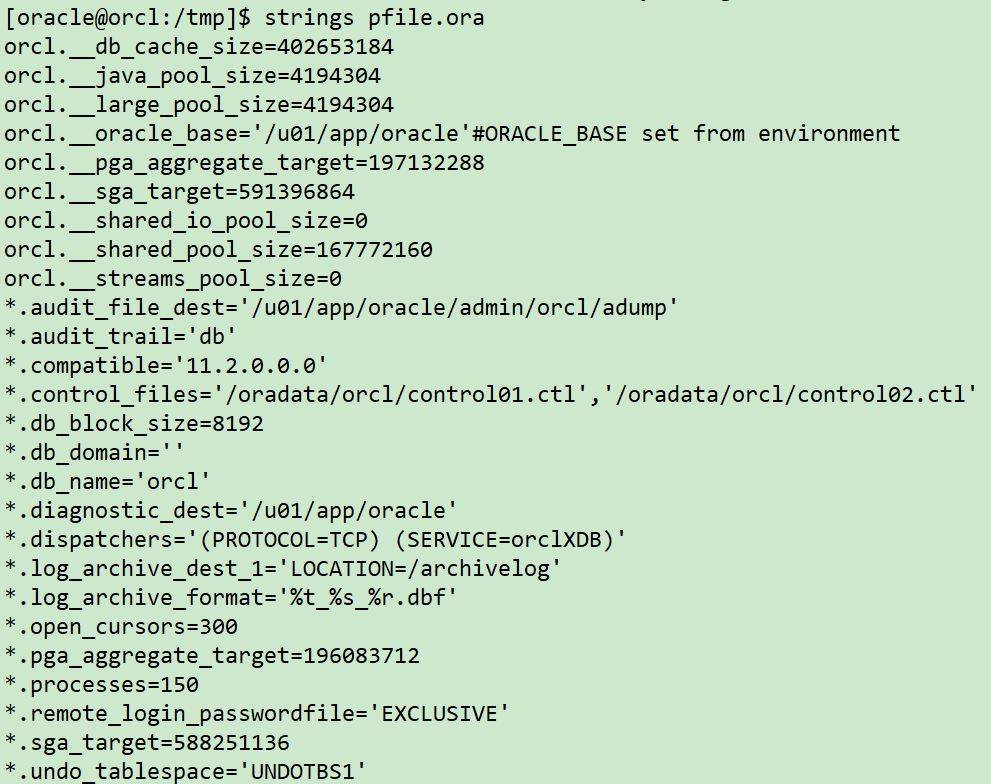 [oracle@orcl:/tmp]$ strings pfile.ora
orcl.__db_cache_size=402653184
orcl.__java_pool_size=4194304
orcl.__large_pool_size=4194304
orcl.__oracle_base='/u01/app/oracle'#ORACLE_BASE set from environment
orcl.__pga_aggregate_target=197132288
orcl.__sga_target=591396864
orcl.__shared_io_pool_size=0
orcl.__shared_pool_size=167772160
orcl.__streams_pool_size=0
*.audit_file_dest='/u01/app/oracle/admin/orcl/adump'
*.audit_trail='db'
*.compatible='11.2.0.0.0'
*.control_files='/oradata/orcl/control01.ctl','/oradata/orcl/control02.ctl'
*.db_block_size=8192
*.db_domain=''
*.db_name='orcl'
*.diagnostic_dest='/u01/app/oracle'
*.dispatchers='(PROTOCOL=TCP) (SERVICE=orclXDB)'
*.log_archive_dest_1='LOCATION=/archivelog'
*.log_archive_format='%t_%s_%r.dbf'
*.open_cursors=300
*.pga_aggregate_target=196083712
*.processes=150
*.remote_login_passwordfile='EXCLUSIVE'
*.sga_target=588251136
*.undo_tablespace='UNDOTBS1'